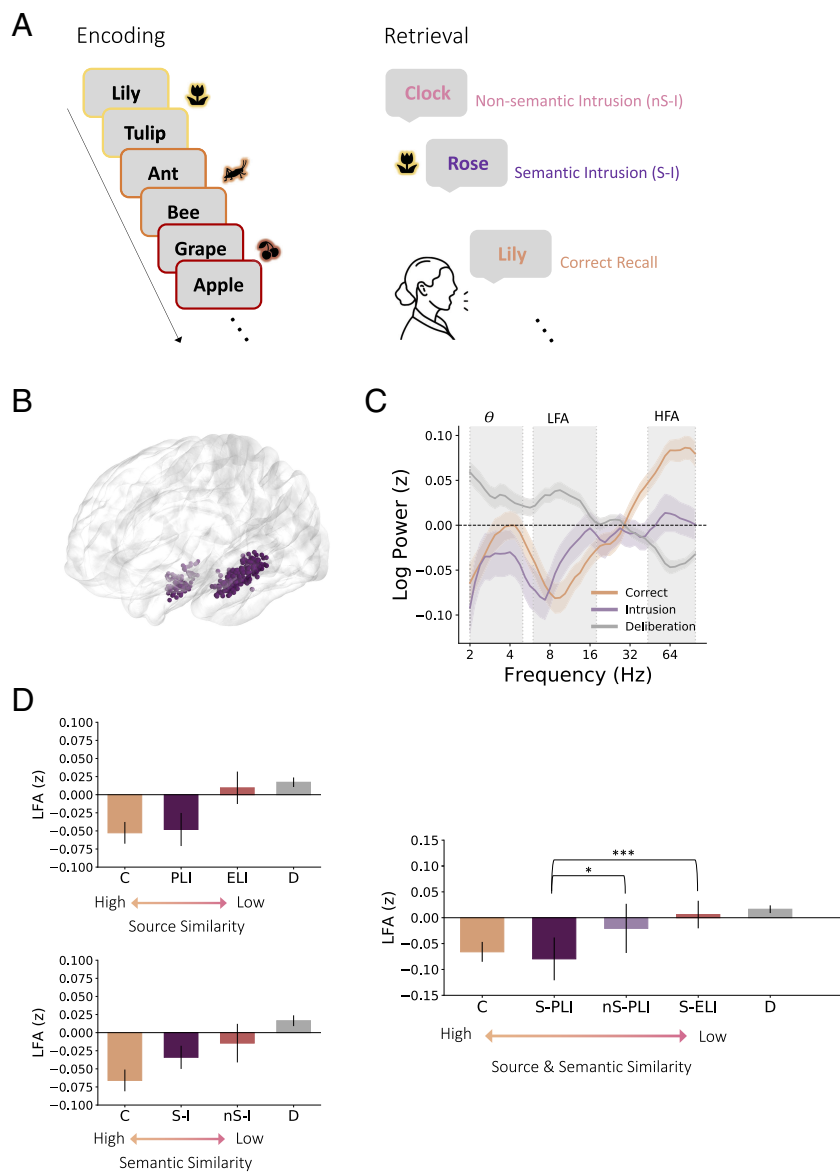 A
Encoding
Retrieval
Lily
Tulip
Ant
Bee
Grape
Apple
Clock
Non-semantic Intrusion (nS-I)
Rose
Semantic Intrusion (S-I)
Lily
Correct Recall
B
C
θ LFA HFA
Log Power (z)
0.10
0.05
0.00
−0.05
−0.10
Correct
Intrusion
Deliberation
2 4 8 16 32 64
Frequency (Hz)
D
LFA (z)
0.100
0.075
0.050
0.025
0.000
−0.025
−0.050
−0.075
−0.100
C PLI ELI D
High Low
Source Similarity
LFA (z)
0.100
0.075
0.050
0.025
0.000
−0.025
−0.050
−0.075
−0.100
C S-I nS-I D
High Low
Semantic Similarity
LFA (z)
0.15
0.10
0.05
0.00
−0.05
−0.10
−0.15
***
*
C S-PLI nS-PLI S-ELI D
High Low
Source & Semantic Similarity